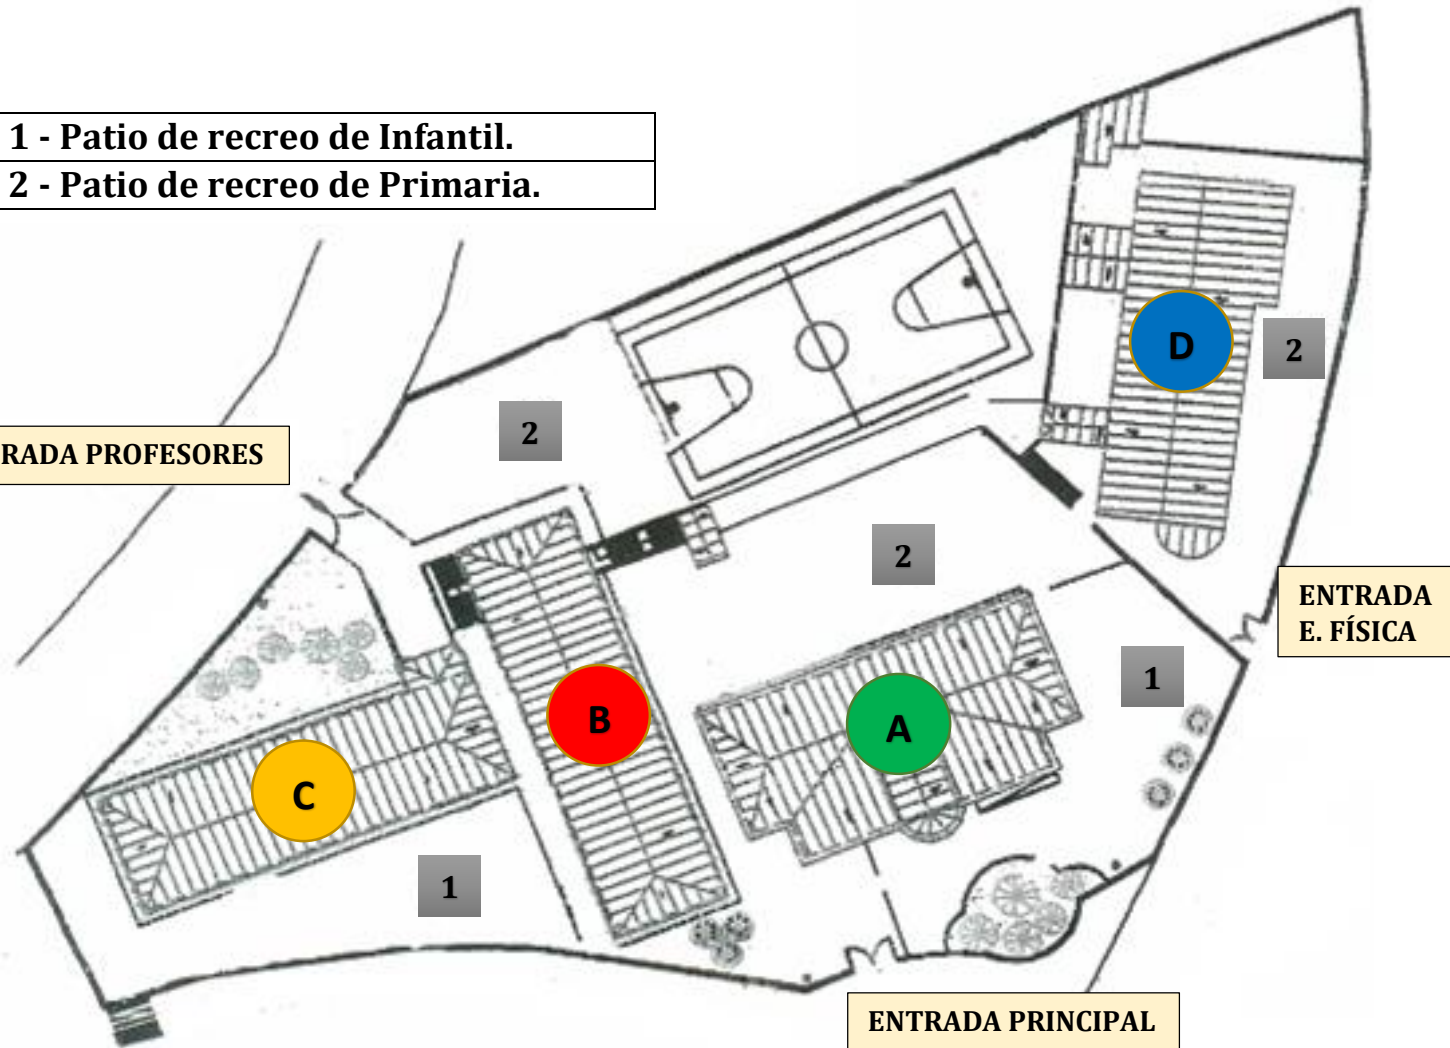 1 - Patio de recreo de Infantil.
2 - Patio de recreo de Primaria.
D
2
2
RADA PROFESORES
2
ENTRADA
E. FÍSICA
1
B
A
C
1
ENTRADA PRINCIPAL